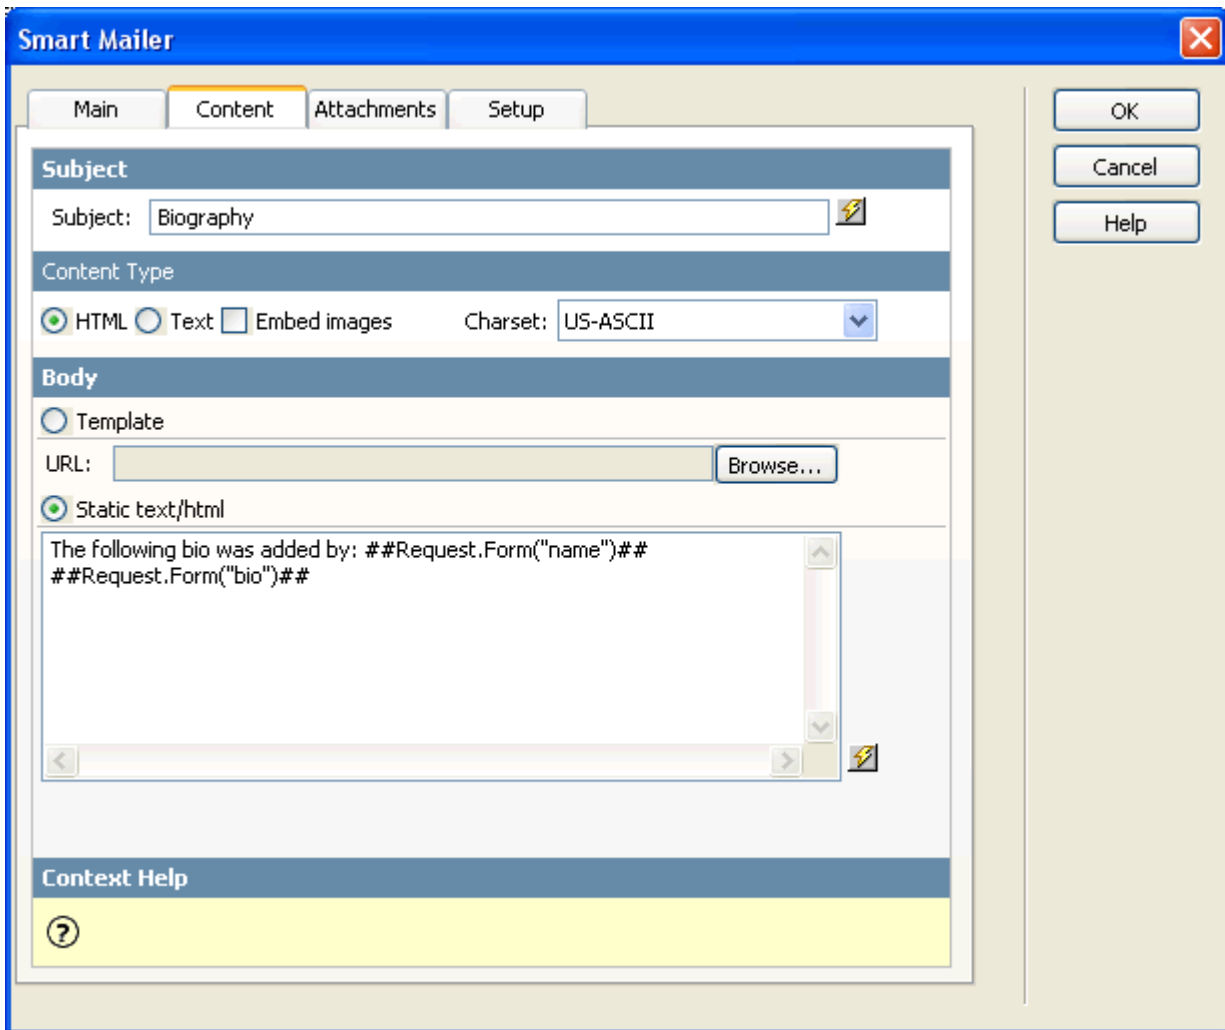 Smart Mailer
Main Content Attachments Setup
OK
Cancel
Help
Subject
Subject: Biography
Content Type
HTML Text Embed images Charset: US-ASCII
Body
Template
URL: Browse...
Static text/html
The following bio was added by: ##Request.Form("name")##
##Request.Form("bio")##
Context Help
?